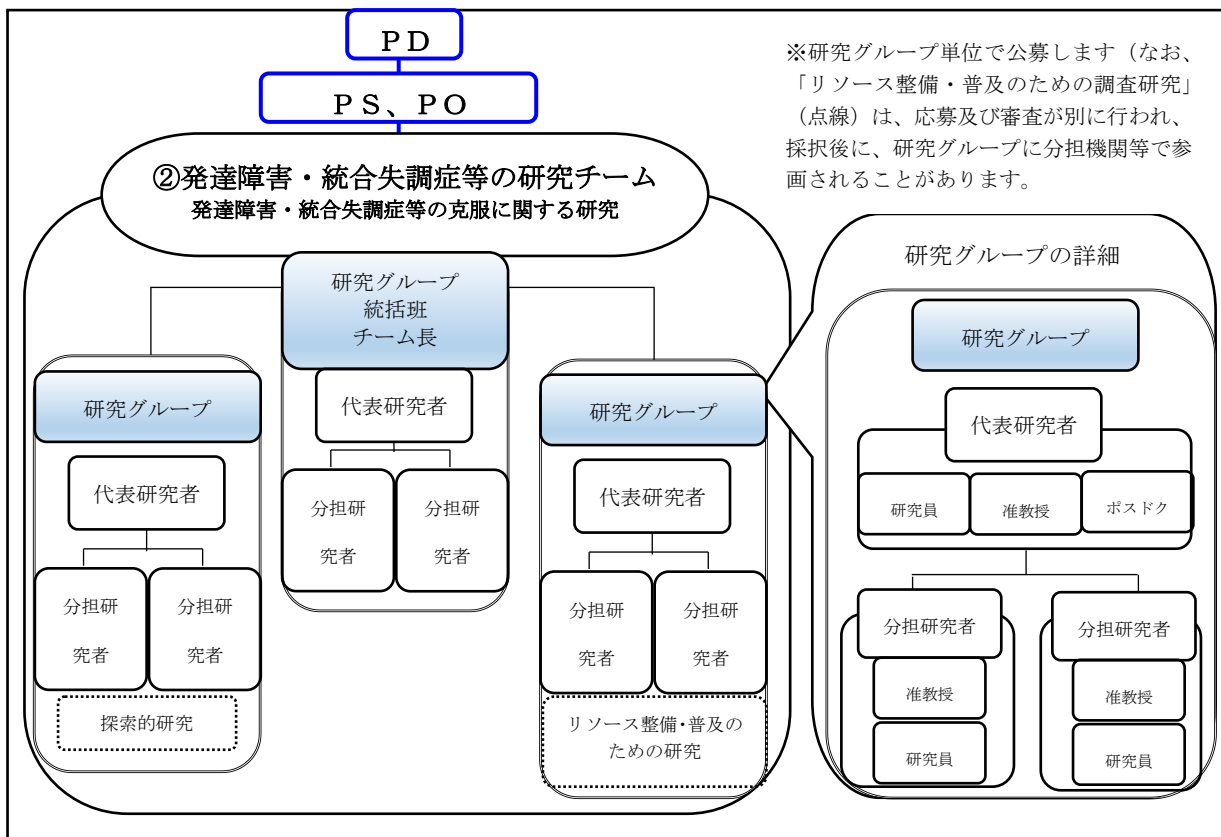 ＰＤ
ＰＳ、ＰＯ
※研究グループ単位で公募します（なお、
「リソース整備・普及のための調査研究」
（点線）は、応募及び審査が別に行われ、
採択後に、研究グループに分担機関等で参
画されることがあります。
②発達障害・統合失調症等の研究チーム
発達障害・統合失調症等の克服に関する研究
研究グループ
統括班
チーム長
代表研究者
分担研
究者
分担研
究者
研究グループ
代表研究者
分担研
究者
分担研
究者
探索的研究
研究グループ
代表研究者
分担研
究者
分担研
究者
リソース整備・普及の
ための研究
研究グループの詳細
研究グループ
代表研究者
研究員
准教授
ポスドク
分担研究者
准教授
研究員
分担研究者
准教授
研究員